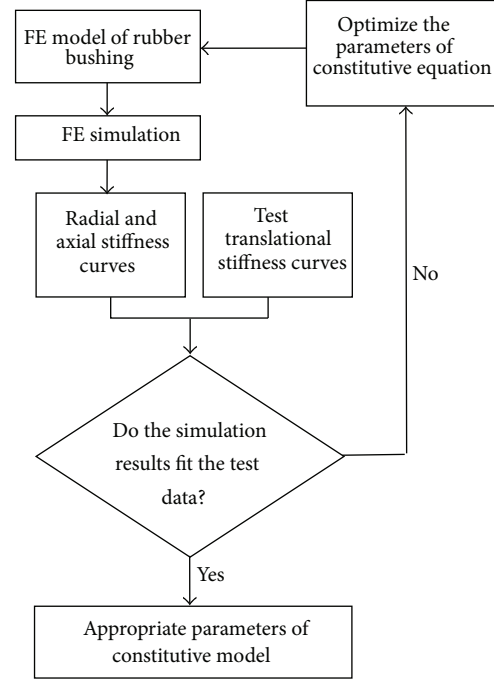 FE model of rubber
bushing
Optimize the
parameters of
constitutive equation
FE simulation
Radial and
axial stiffness
curves
Test
translational
stiffness curves
No
Do the simulation
results fit the test
data?
Yes
Appropriate parameters of
constitutive model